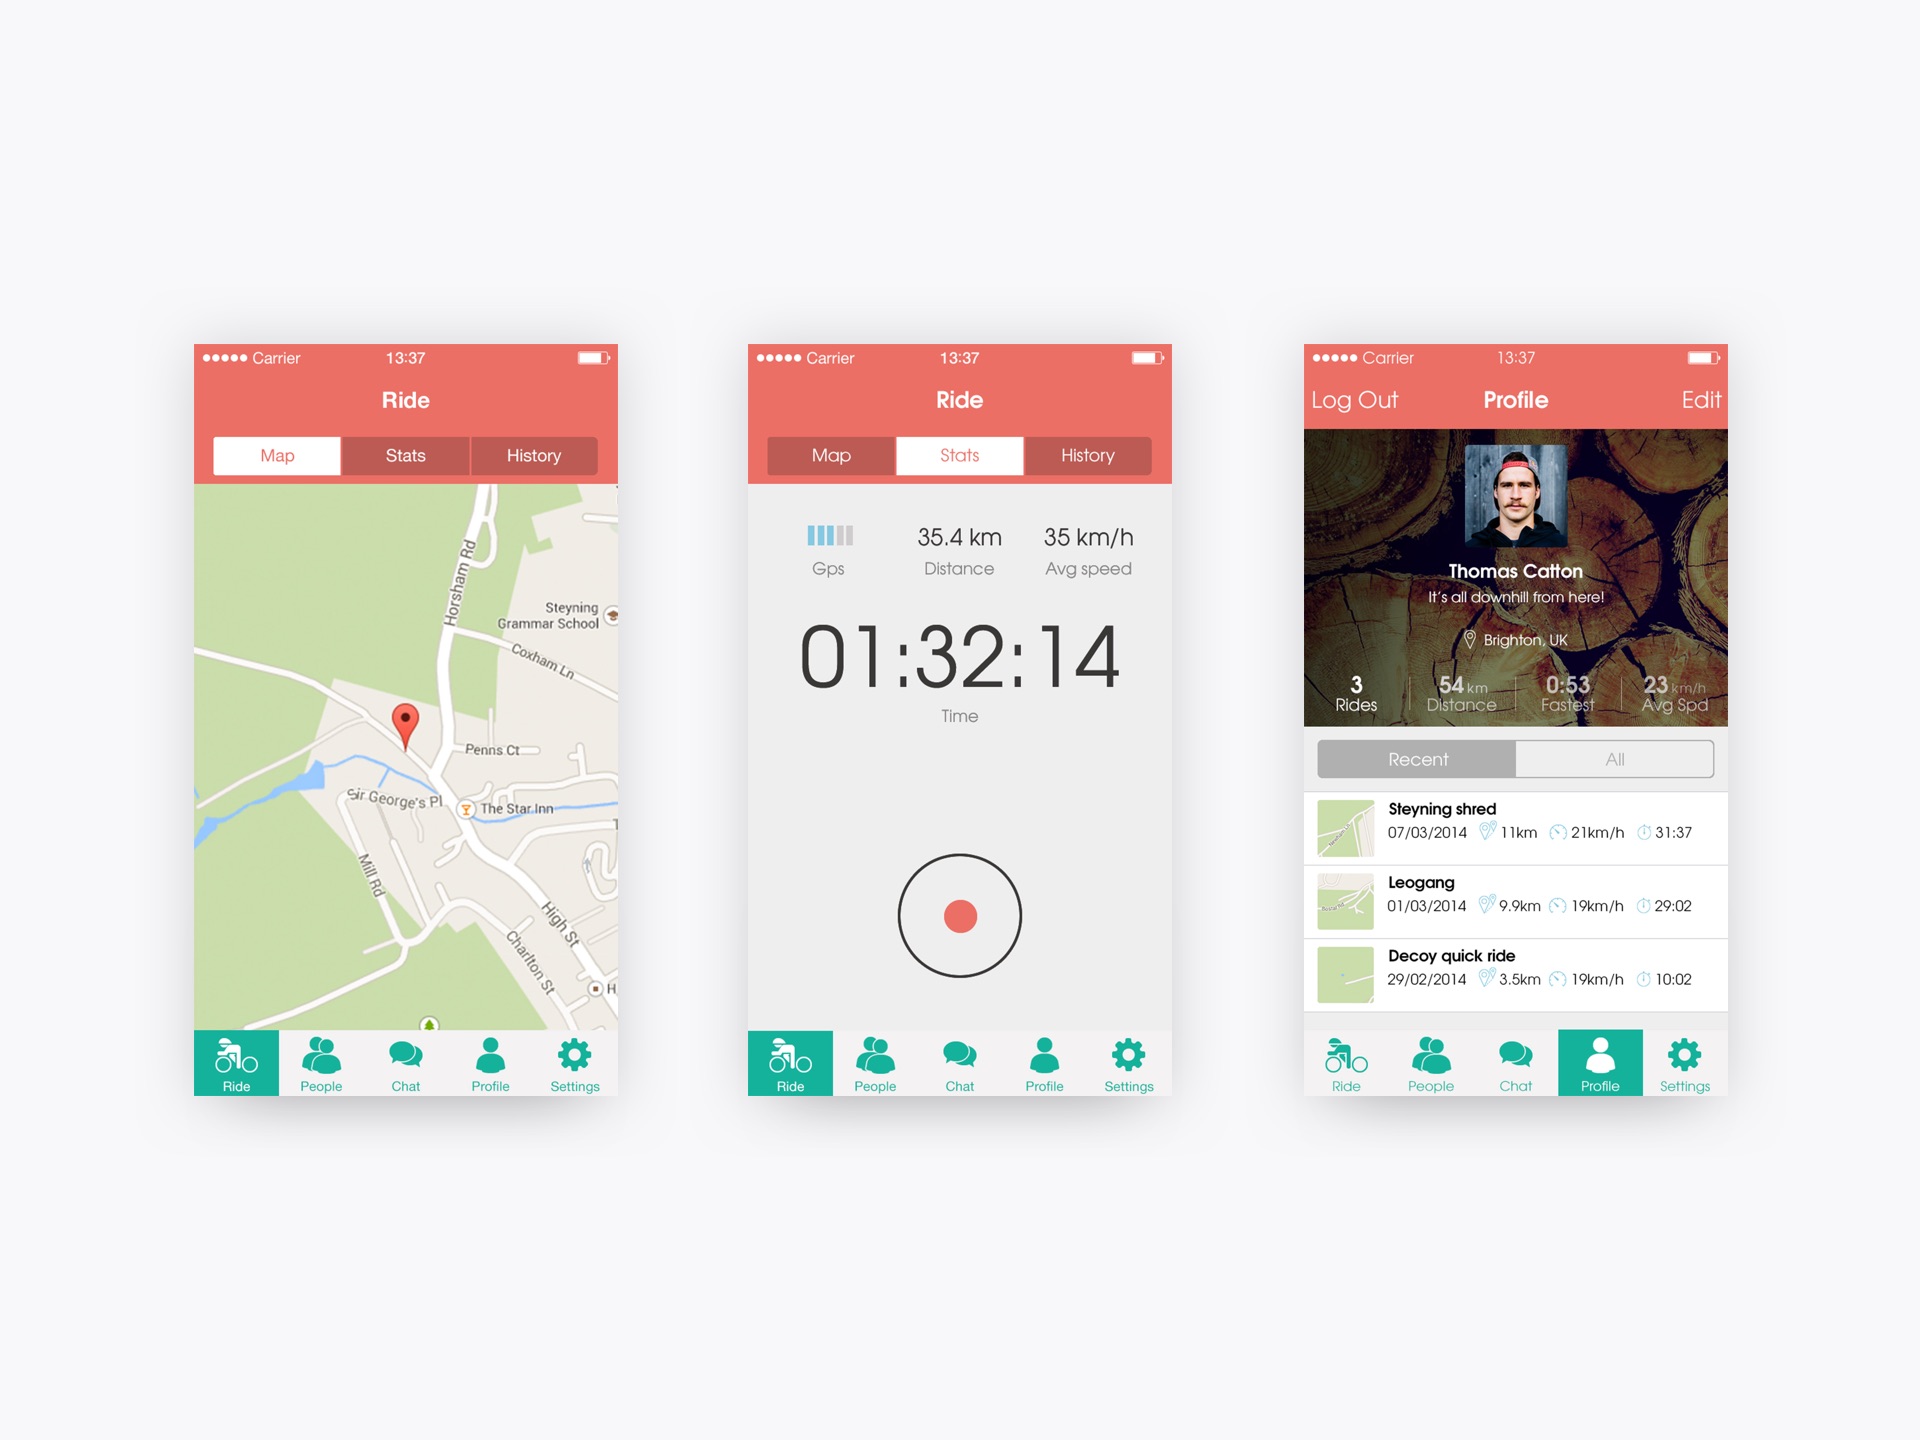 Carrier 13:37
Ride
Map Stats History
Horsham Rd
Steyning
Grammar School
Coxham Ln
Penns Ct
Sir George's Pl
The Star Inn
Mill Rd
High St
Charlton St
H
Ride People Chat Profile Settings
Carrier 13:37
Ride
Map Stats History
35.4 km 35 km/h
Gps Distance Avg speed
01:32:14
Time
Ride People Chat Profile Settings
Carrier 13:37
Log Out Profile Edit
Thomas Catton
It's all downhill from here!
Brighton, UK
3 54 km 0:53 23 km/h
Rides Distance Fastest Avg Spd
Recent All
Steyning shred
07/03/2014 11km 21km/h 31:37
Leogang
01/03/2014 9.9km 19km/h 29:02
Decoy quick ride
29/02/2014 3.5km 19km/h 10:02
Ride People Chat Profile Settings